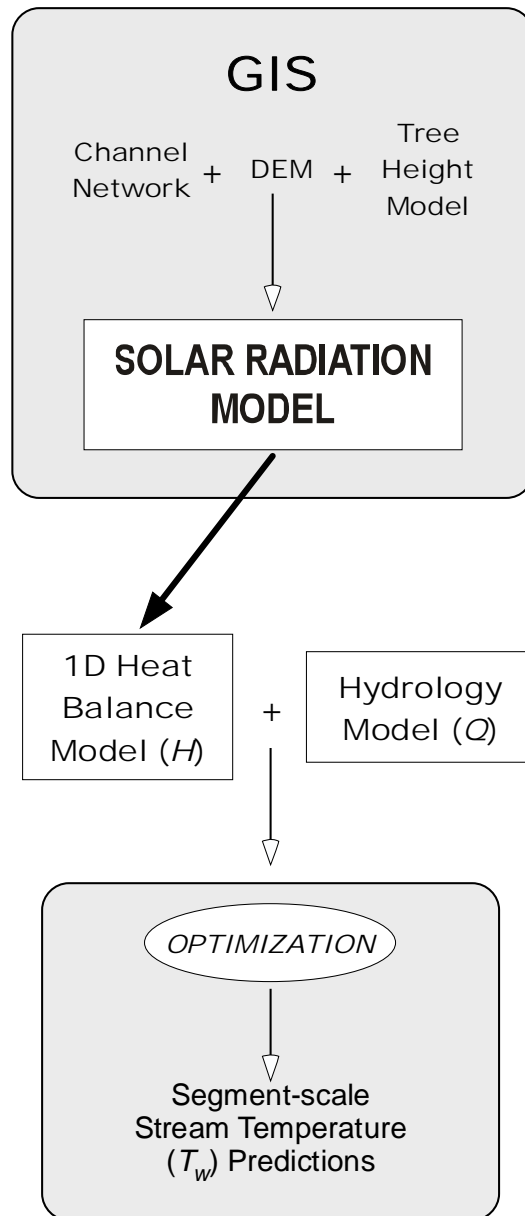 GIS
Channel
Network
+
DEM
+
Tree
Height
Model
SOLAR RADIATION
MODEL
1D Heat
Balance
Model (H)
+
Hydrology
Model (Q)
OPTIMIZATION
Segment-scale
Stream Temperature
(Tw) Predictions